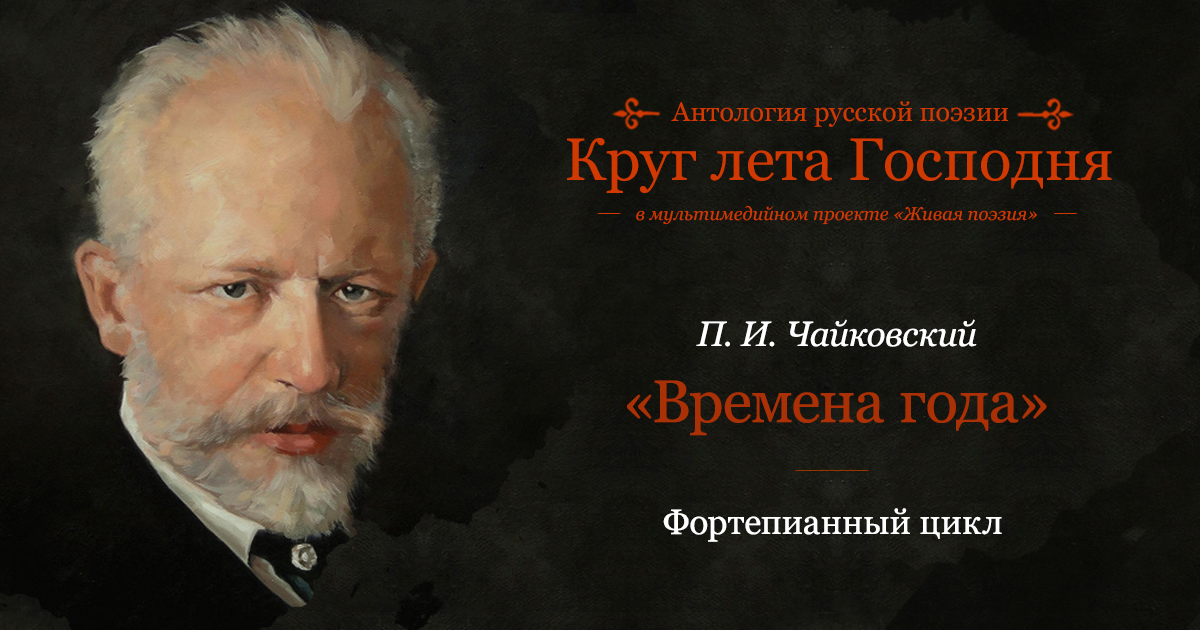 Антология русской поэзии
Круг лета Господня
в мультимедийном проекте «Живая поэзия»
П. И. Чайковский
«Времена года»
Фортепианный цикл